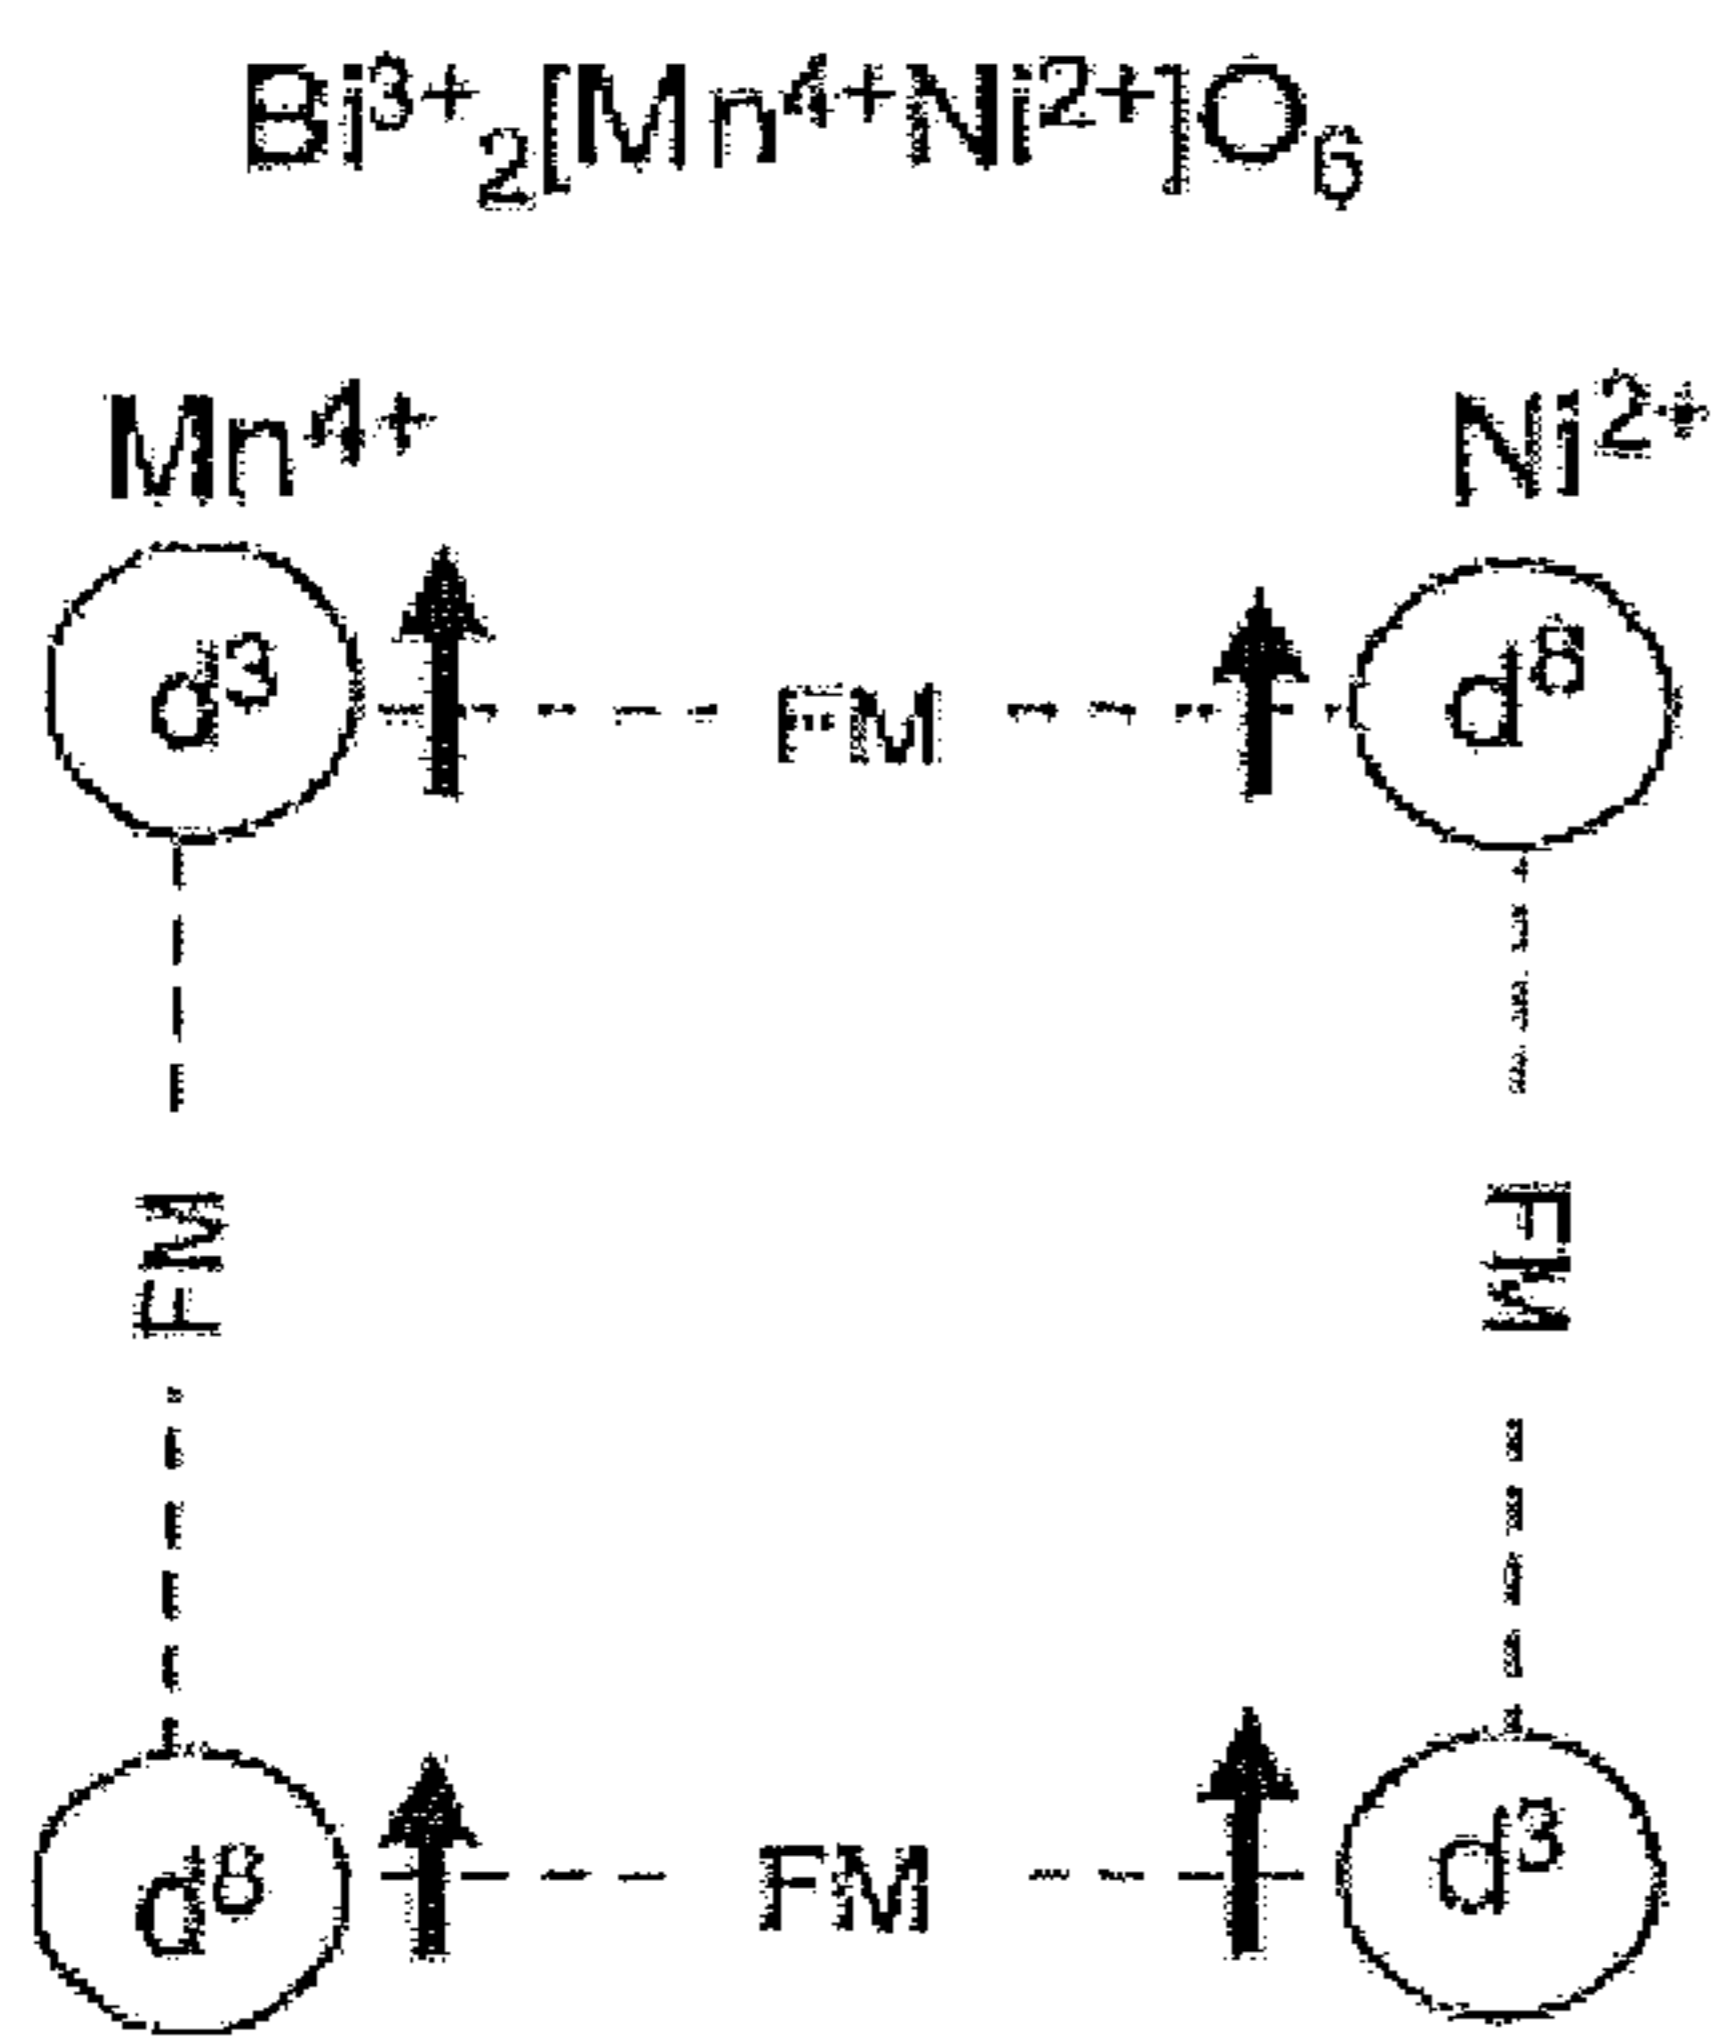 Bi³⁺₂[Mn⁴⁺Ni²⁺]O₆
Mn⁴⁺ Ni²⁺
d³ FM d⁸
FM FM
d⁸ FM d³